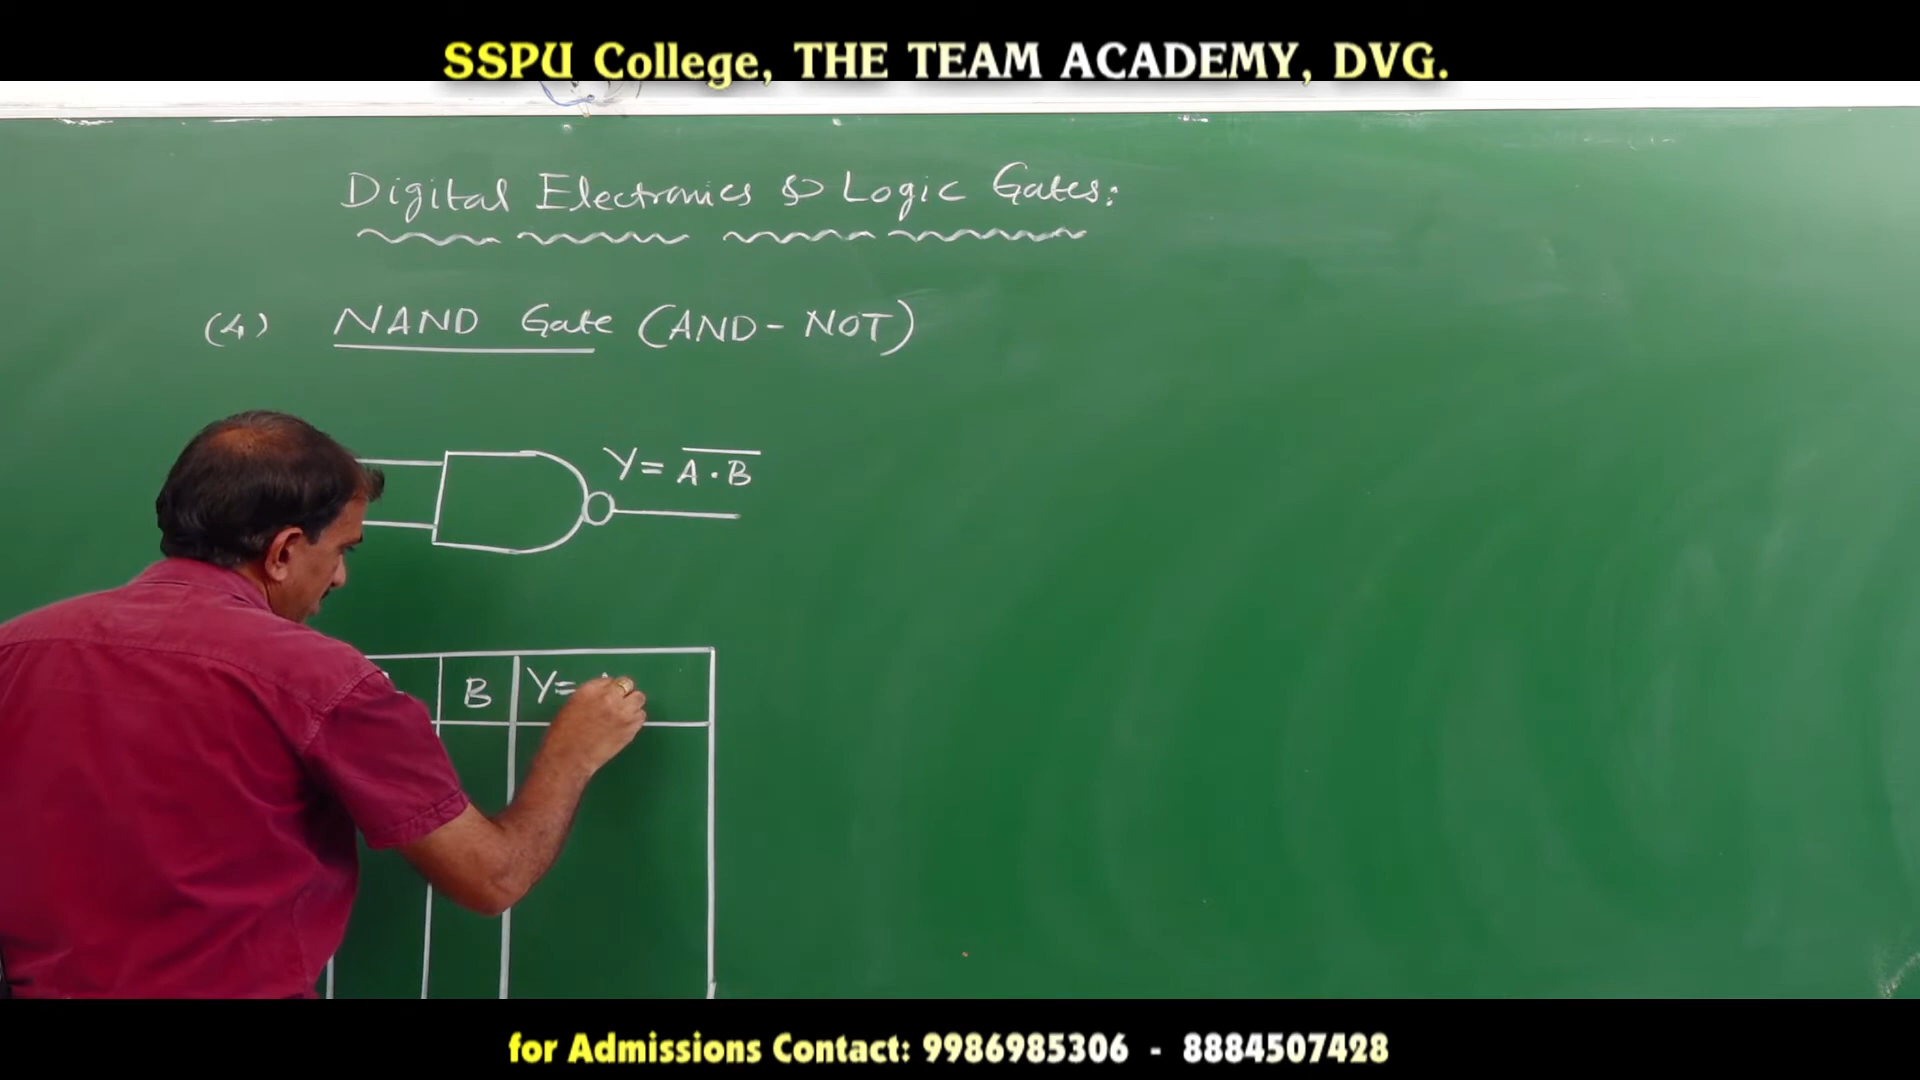 SSPU College, THE TEAM ACADEMY, DVG.
Digital Electronics & Logic Gates:
(4) NAND Gate (AND-NOT)
Y = \overline{A · B}
B Y=
for Admissions Contact: 9986985306 - 8884507428